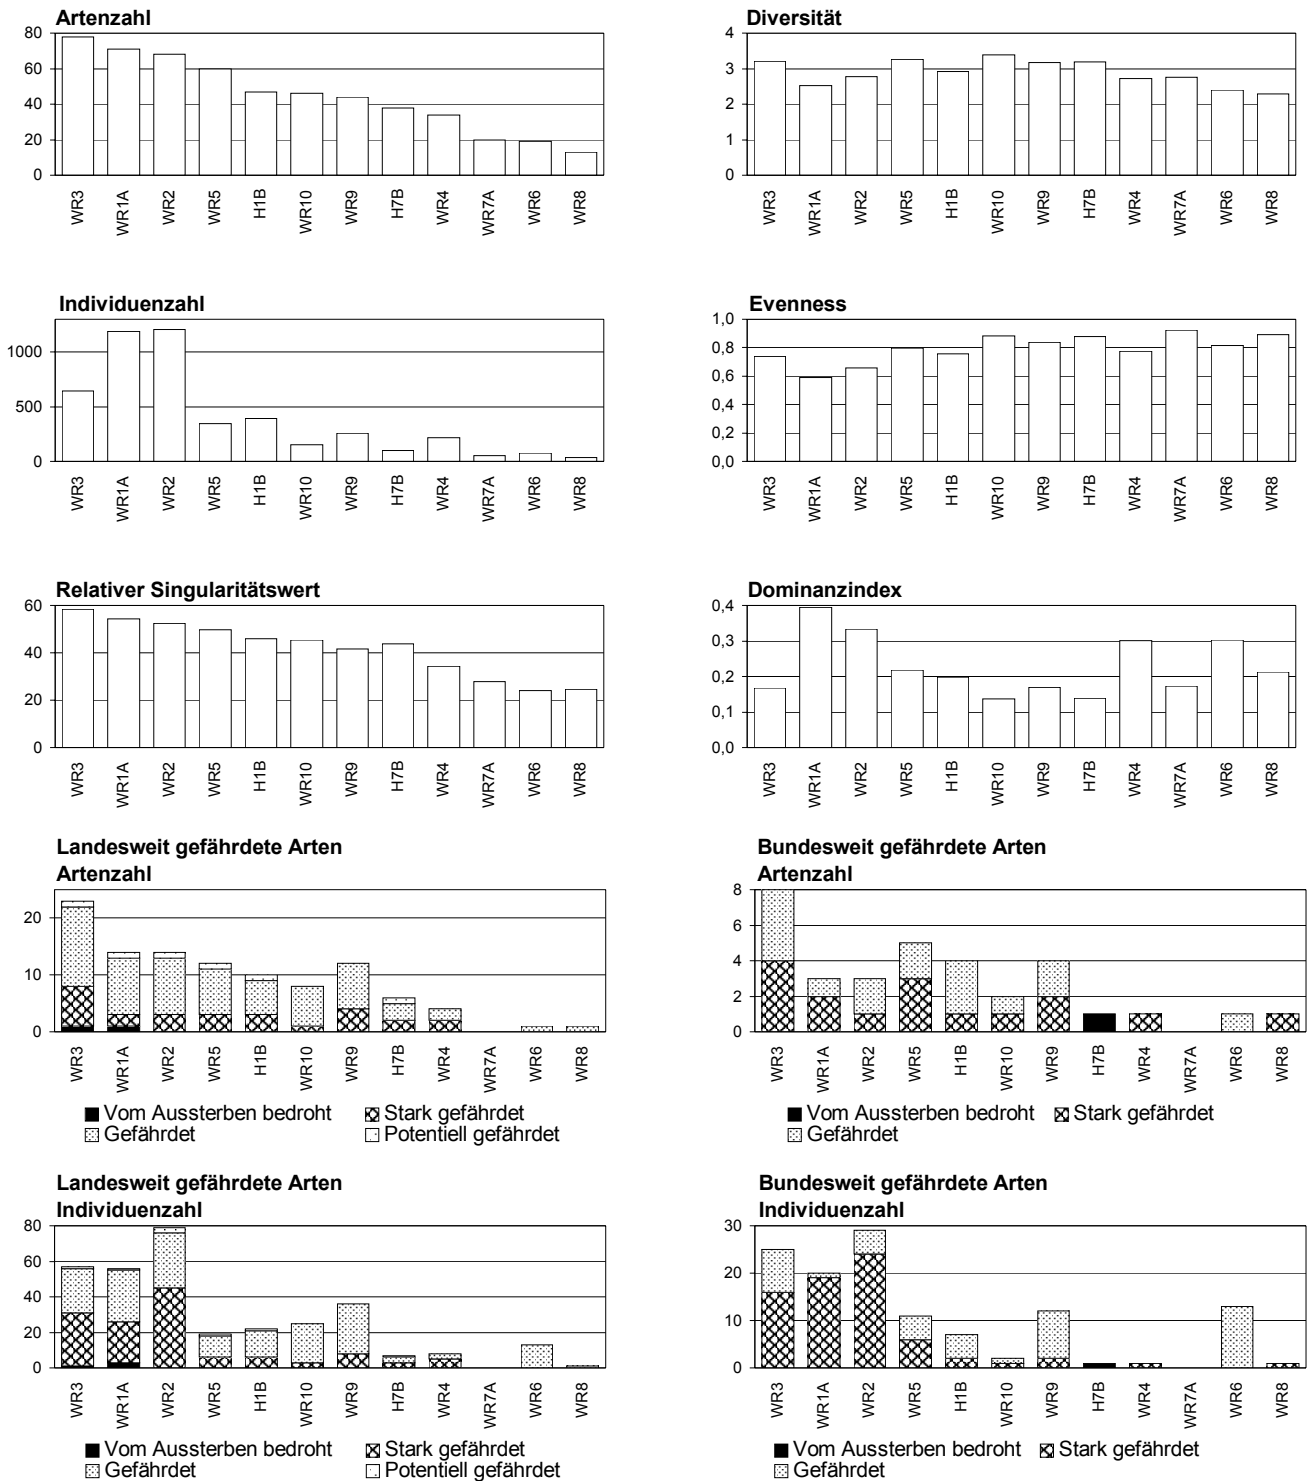 Artenzahl
80
60
40
20
0
WR3 WR1A WR2 WR5 H1B WR10 WR9 H7B WR4 WR7A WR6 WR8
Diversität
4
3
2
1
0
WR3 WR1A WR2 WR5 H1B WR10 WR9 H7B WR4 WR7A WR6 WR8
Individuenzahl
1000
500
0
WR3 WR1A WR2 WR5 H1B WR10 WR9 H7B WR4 WR7A WR6 WR8
Evenness
1,0
0,8
0,6
0,4
0,2
0,0
WR3 WR1A WR2 WR5 H1B WR10 WR9 H7B WR4 WR7A WR6 WR8
Relativer Singularitätswert
60
40
20
0
WR3 WR1A WR2 WR5 H1B WR10 WR9 H7B WR4 WR7A WR6 WR8
Dominanzindex
0,4
0,3
0,2
0,1
0,0
WR3 WR1A WR2 WR5 H1B WR10 WR9 H7B WR4 WR7A WR6 WR8
Landesweit gefährdete Arten
Artenzahl
20
10
0
WR3 WR1A WR2 WR5 H1B WR10 WR9 H7B WR4 WR7A WR6 WR8
Vom Aussterben bedroht Stark gefährdet
Gefährdet Potentiell gefährdet
Bundesweit gefährdete Arten
Artenzahl
8
6
4
2
0
WR3 WR1A WR2 WR5 H1B WR10 WR9 H7B WR4 WR7A WR6 WR8
Vom Aussterben bedroht Stark gefährdet
Gefährdet
Landesweit gefährdete Arten
Individuenzahl
80
60
40
20
0
WR3 WR1A WR2 WR5 H1B WR10 WR9 H7B WR4 WR7A WR6 WR8
Vom Aussterben bedroht Stark gefährdet
Gefährdet Potentiell gefährdet
Bundesweit gefährdete Arten
Individuenzahl
30
20
10
0
WR3 WR1A WR2 WR5 H1B WR10 WR9 H7B WR4 WR7A WR6 WR8
Vom Aussterben bedroht Stark gefährdet
Gefährdet